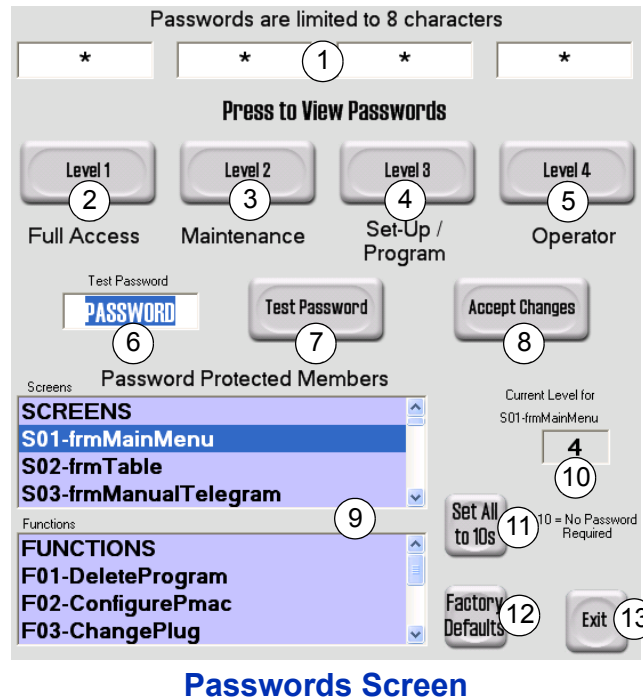 Passwords are limited to 8 characters
* * 1 * *
Press to View Passwords
Level 1 Level 2 Level 3 Level 4
2 3 4 5
Full Access Maintenance Set-Up / Operator
Program
Test Password
PASSWORD Test Password Accept Changes
6 7 8
Password Protected Members
Screens
SCREENS
S01-frmMainMenu
S02-frmTable
S03-frmManualTelegram
Current Level for
S01-frmMainMenu
4
10
9
Functions
FUNCTIONS
F01-DeleteProgram
F02-ConfigurePmac
F03-ChangePlug
Set All
to 10s
11
10 = No Password
Required
Factory
Defaults
12
Exit 13
Passwords Screen